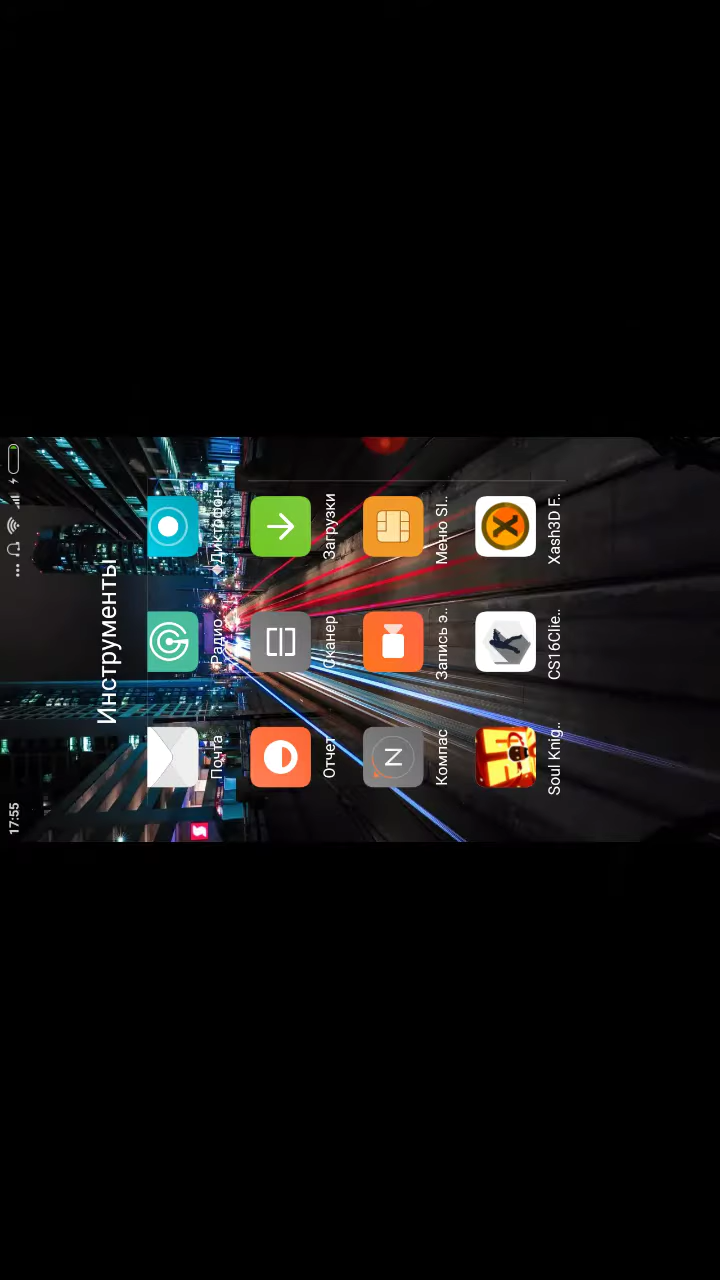 17:55
Инструменты
Почта
Радио
Диктофон
Отчет
Сканер
Загрузки
Компас
Запись э..
Меню SI..
Soul Knig..
CS16Clie..
Xash3D F..